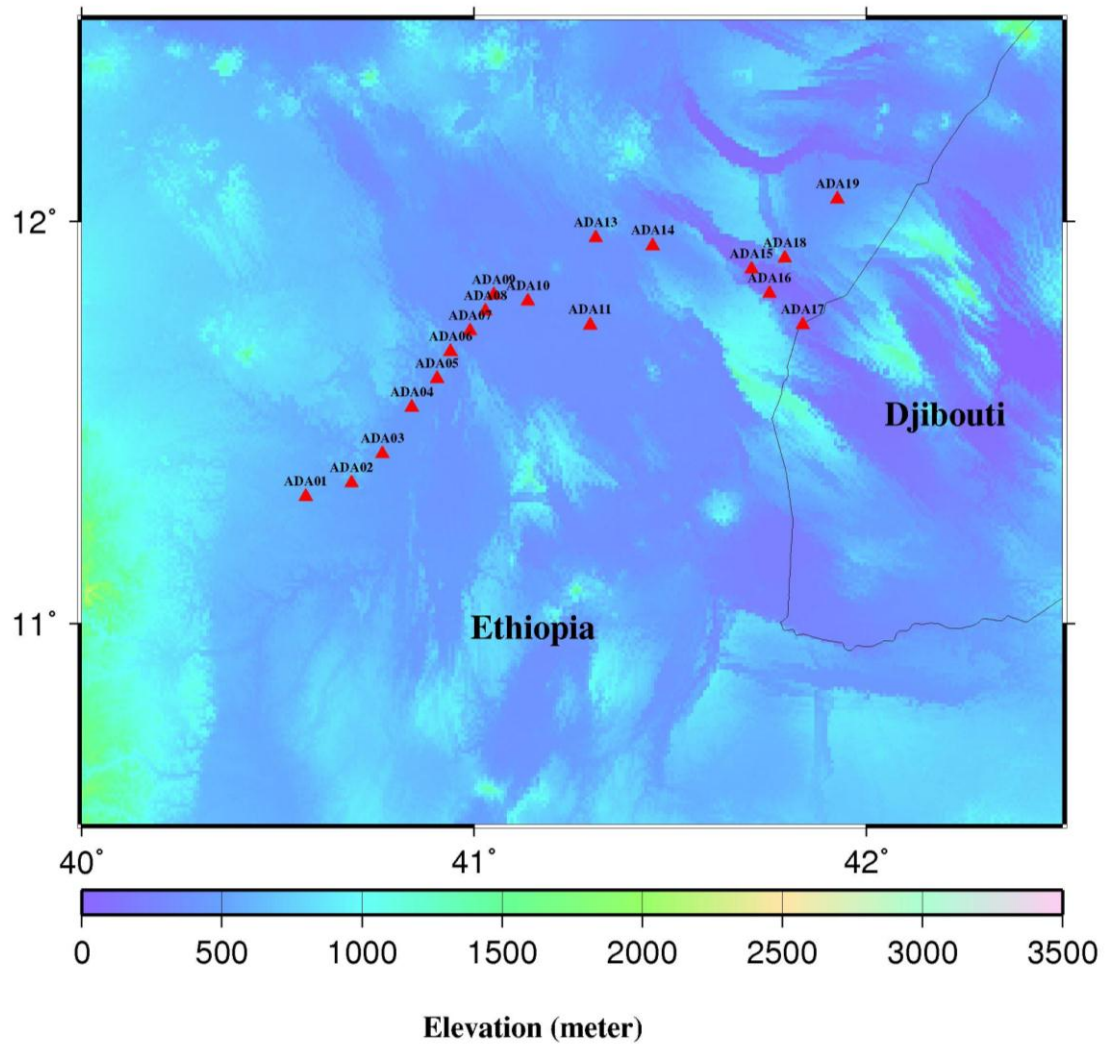 ADA19
12°
ADA13
ADA14
ADA18
ADA15
ADA16
ADA09
ADA10
ADA08
ADA11
ADA17
ADA07
ADA06
ADA05
ADA04
Djibouti
ADA03
ADA02
ADA01
11°
Ethiopia
40° 41° 42°
0 500 1000 1500 2000 2500 3000 3500
Elevation (meter)